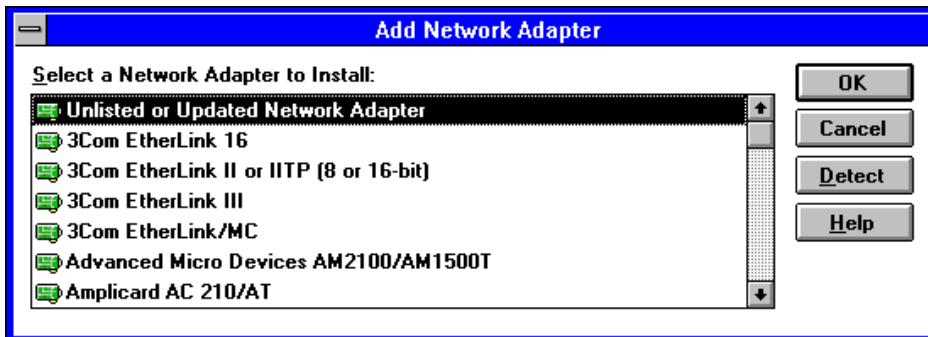 Add Network Adapter
Select a Network Adapter to Install:
Unlisted or Updated Network Adapter
3Com EtherLink 16
3Com EtherLink II or IITP (8 or 16-bit)
3Com EtherLink III
3Com EtherLink/MC
Advanced Micro Devices AM2100/AM1500T
Amplicard AC 210/AT
OK
Cancel
Detect
Help